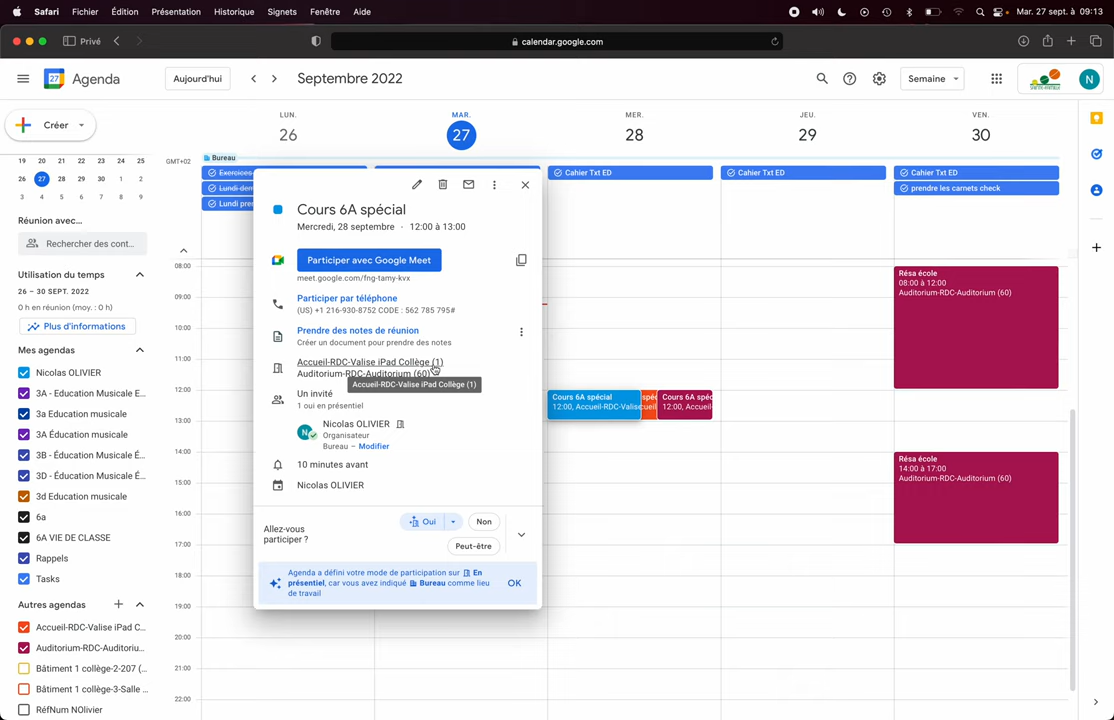 Safari Fichier Édition Présentation Historique Signets Fenêtre Aide
Mar. 27 sept. à 09:13
Privé
calendar.google.com
27 Agenda Aujourd'hui Septembre 2022 Semaine N
LUN. MAR. MER. JEU. VEN.
26 27 28 29 30
Créer
GMT+02 Bureau
19 20 21 22 23 24 25
26 27 28 29 30 1 2
3 4 5 6 7 8 9
Exercices
Lundi
Lundi
Cahier Txt ED
Cahier Txt ED
Cahier Txt ED
prendre les carnets check
Réunion avec...
Rechercher des cont...
Utilisation du temps
26 – 30 SEPT. 2022
0 h en réunion (moy. : 0 h)
Plus d'informations
Mes agendas
Nicolas OLIVIER
3A - Education Musicale E...
3a Education musicale
3A Éducation musicale
3B - Éducation Musicale É...
3D - Éducation Musicale É...
3d Education musicale
6a
6A VIE DE CLASSE
Rappels
Tasks
Autres agendas
Accueil-RDC-Valise iPad C...
Auditorium-RDC-Auditoriu...
Bâtiment 1 collège-2-207 (...
Bâtiment 1 collège-3-Salle ...
RéfNum NOlivier
08:00
09:00
10:00
11:00
12:00
13:00
14:00
15:00
16:00
17:00
18:00
19:00
20:00
21:00
22:00
Cours 6A spécial
Mercredi, 28 septembre · 12:00 à 13:00
Participer avec Google Meet
meet.google.com/fng-tamy-kvx
Participer par téléphone
(US) +1 216-930-8752 CODE : 562 785 795#
Prendre des notes de réunion
Créer un document pour prendre des notes
Accueil-RDC-Valise iPad Collège (1)
Auditorium-RDC-Auditorium (60)
Accueil-RDC-Valise iPad Collège (1)
Un invité
1 oui en présentiel
N Nicolas OLIVIER
Organisateur
Bureau – Modifier
10 minutes avant
Nicolas OLIVIER
Allez-vous
participer ?
Oui Non
Peut-être
Agenda a défini votre mode de participation sur En
présentiel, car vous avez indiqué Bureau comme lieu
de travail
OK
Cours 6A spécial
12:00, Accueil-RDC-Valise
Cours 6A spéc
12:00, Accueil
Résa école
08:00 à 12:00
Auditorium-RDC-Auditorium (60)
Résa école
14:00 à 17:00
Auditorium-RDC-Auditorium (60)